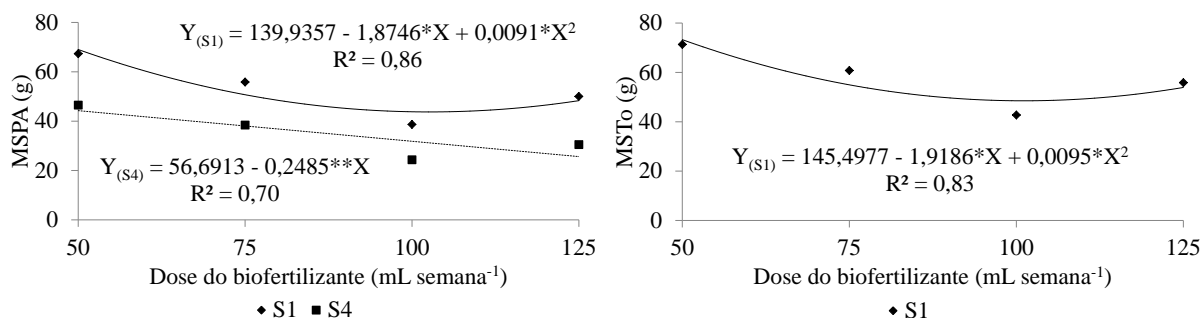 80
60
40
20
0
MSPA (g)
Y(S1) = 139,9357 - 1,8746*X + 0,0091*X²
R² = 0,86
Y(S4) = 56,6913 - 0,2485**X
R² = 0,70
50 75 100 125
Dose do biofertilizante (mL semana⁻¹)
S1 S4
80
60
40
20
0
MSTo (g)
Y(S1) = 145,4977 - 1,9186*X + 0,0095*X²
R² = 0,83
50 75 100 125
Dose do biofertilizante (mL semana⁻¹)
S1